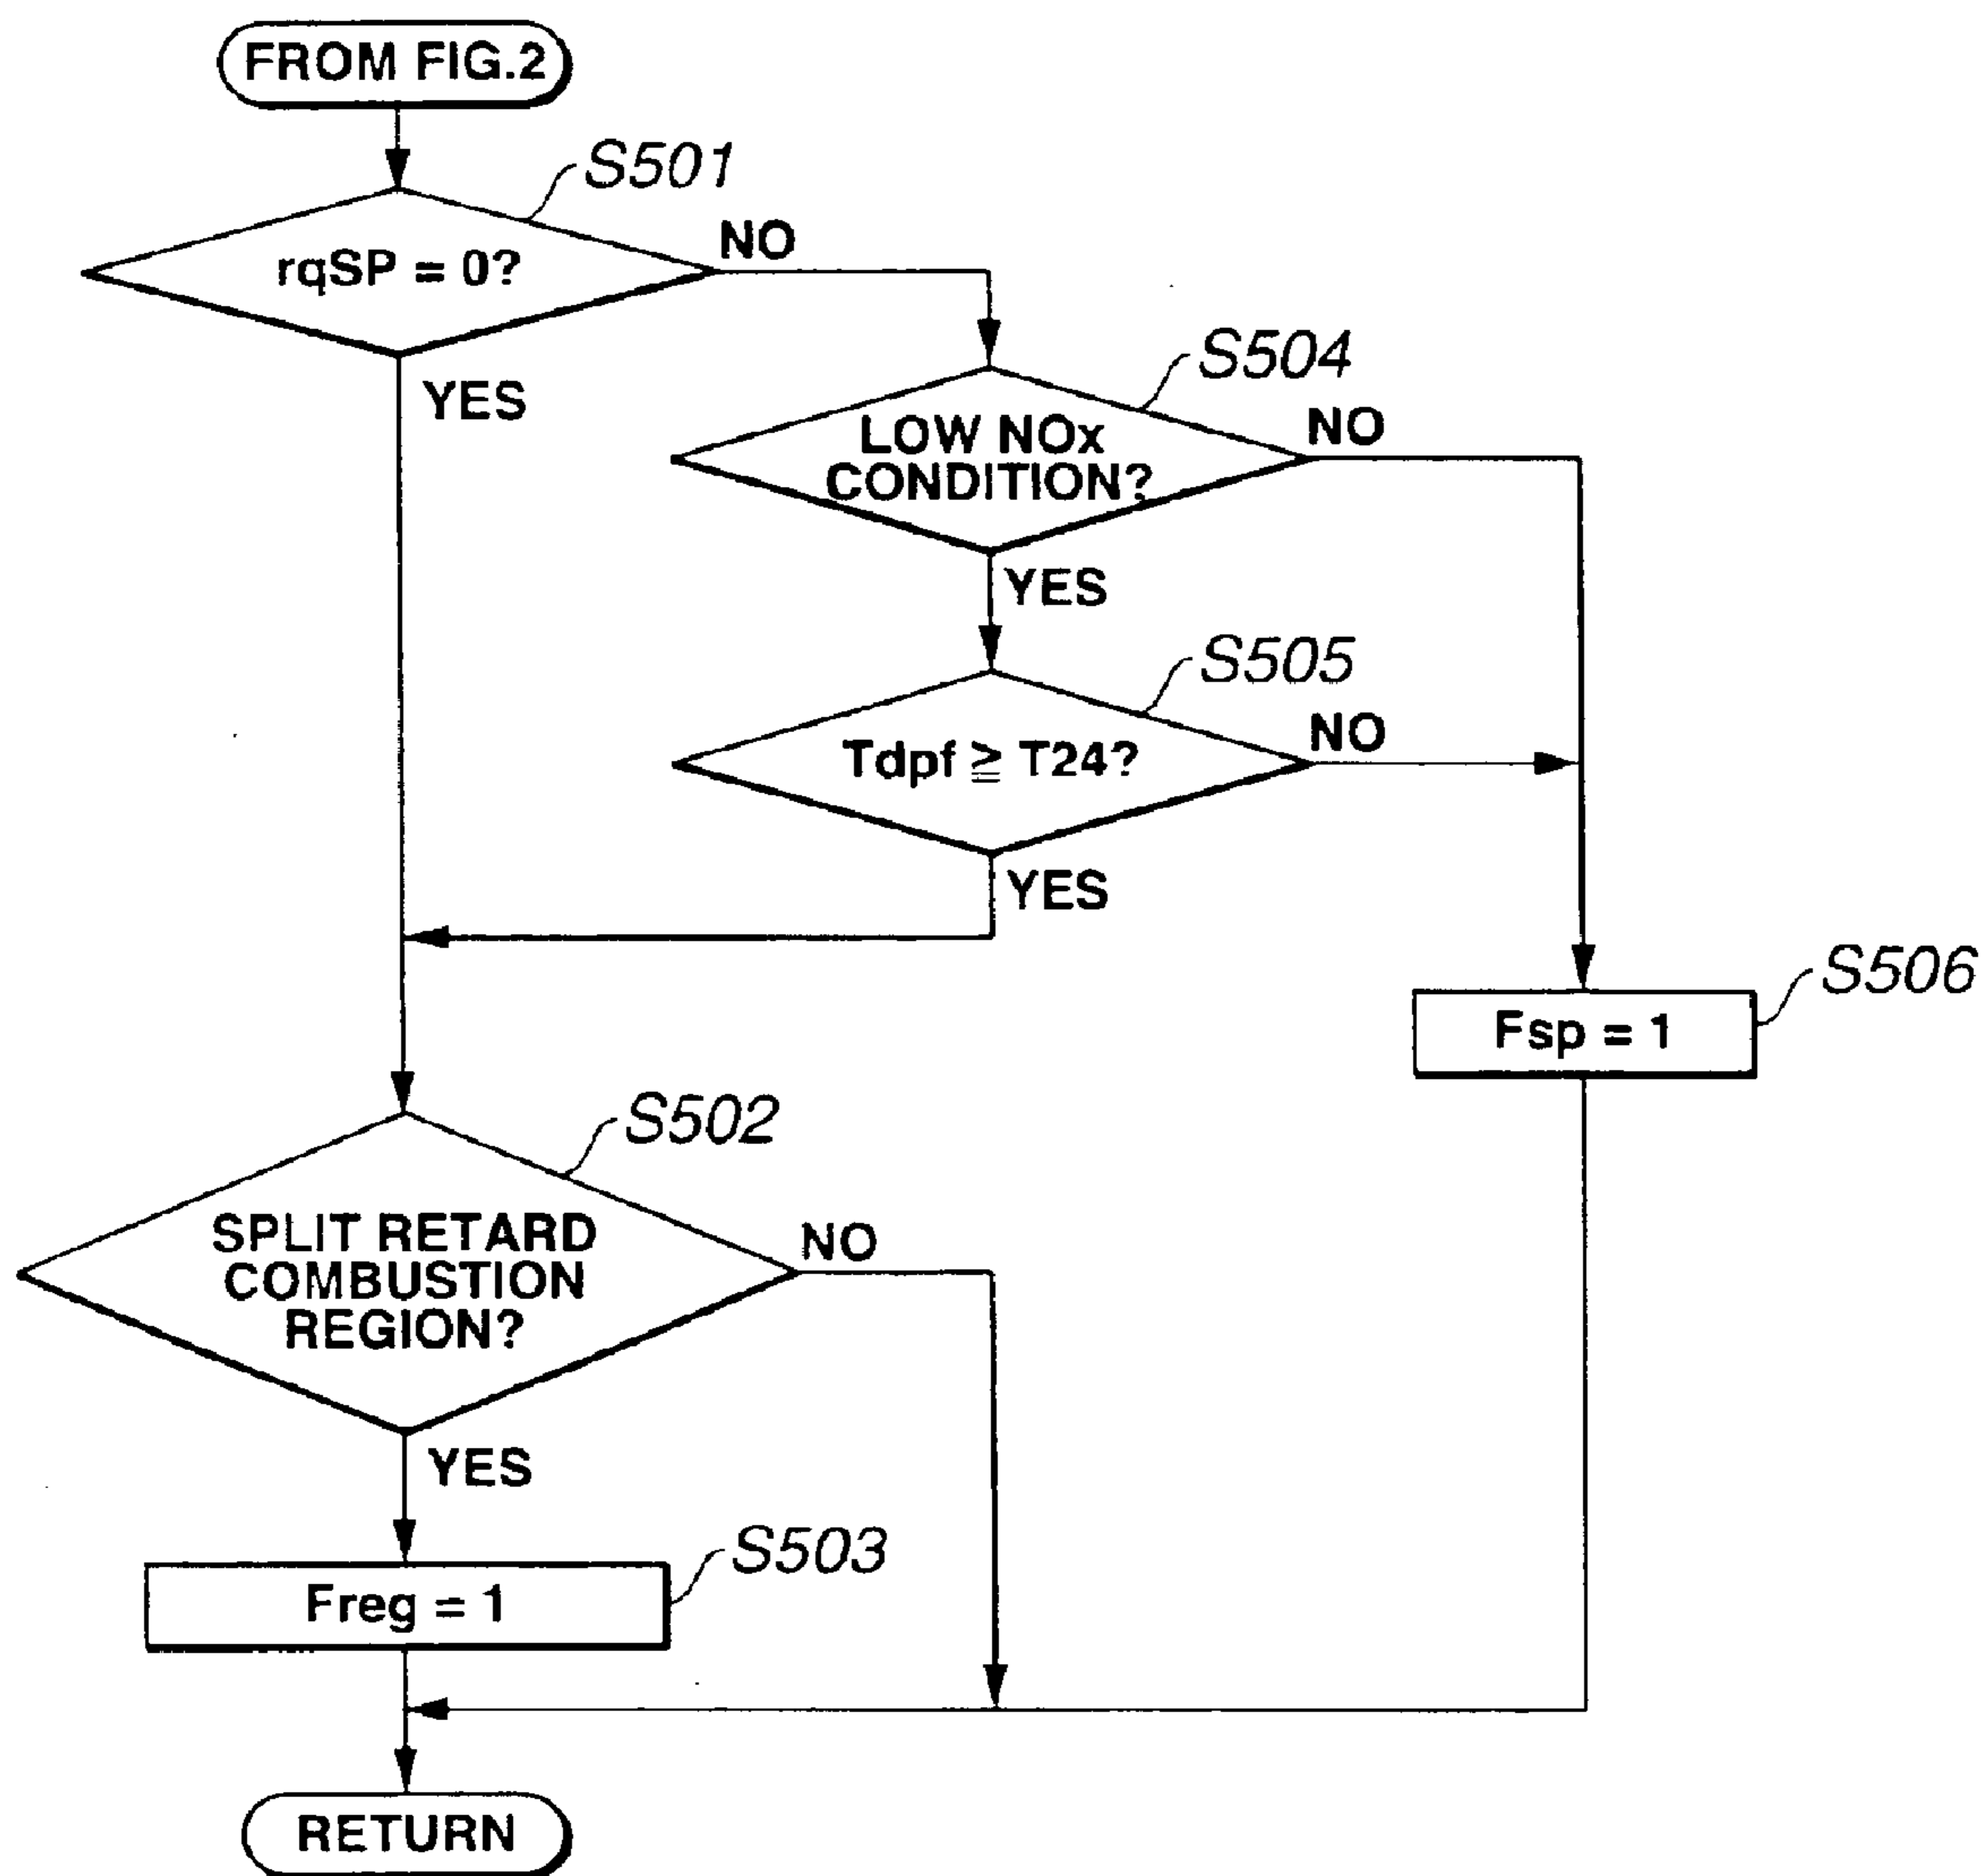 FROM FIG.2
S501
rqSP = 0?
NO
YES
S504
LOW NOx
CONDITION?
NO
YES
S505
Tdpf ≧ T24?
NO
YES
S506
Fsp = 1
S502
SPLIT RETARD
COMBUSTION
REGION?
NO
YES
S503
Freg = 1
RETURN